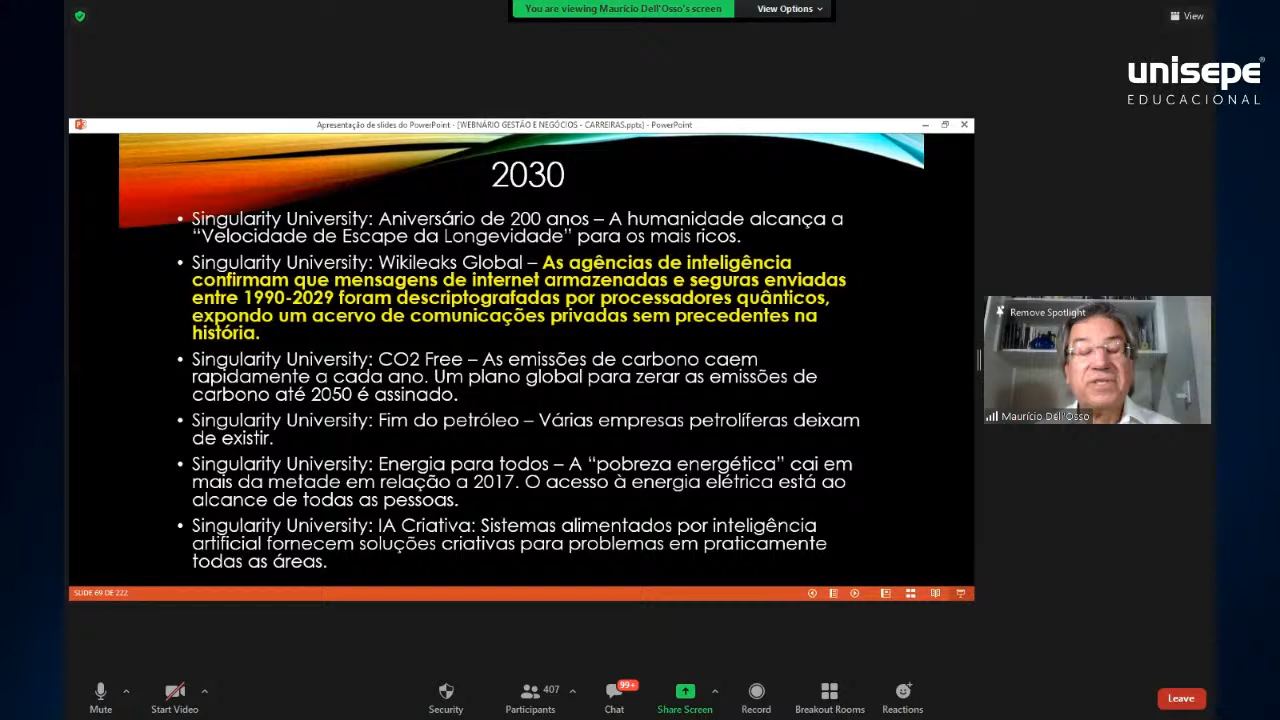 You are viewing Maurício Dell'Osso's screen
View Options
View
unisepe
EDUCACIONAL
Apresentação de slides do PowerPoint - [WEBNÁRIO GESTÃO E NEGÓCIOS - CARREIRAS.pptx] - PowerPoint
2030
• Singularity University: Aniversário de 200 anos – A humanidade alcança a
“Velocidade de Escape da Longevidade” para os mais ricos.
• Singularity University: Wikileaks Global – As agências de inteligência
confirmam que mensagens de internet armazenadas e seguras enviadas
entre 1990-2029 foram descriptografadas por processadores quânticos,
expondo um acervo de comunicações privadas sem precedentes na
história.
• Singularity University: CO2 Free – As emissões de carbono caem
rapidamente a cada ano. Um plano global para zerar as emissões de
carbono até 2050 é assinado.
• Singularity University: Fim do petróleo – Várias empresas petrolíferas deixam
de existir.
• Singularity University: Energia para todos – A “pobreza energética” cai em
mais da metade em relação a 2017. O acesso à energia elétrica está ao
alcance de todas as pessoas.
• Singularity University: IA Criativa: Sistemas alimentados por inteligência
artificial fornecem soluções criativas para problemas em praticamente
todas as áreas.
SLIDE 69 DE 222
Remove Spotlight
Maurício Dell'Osso
Mute
Start Video
Security
407
Participants
99+
Chat
Share Screen
Record
Breakout Rooms
Reactions
Leave